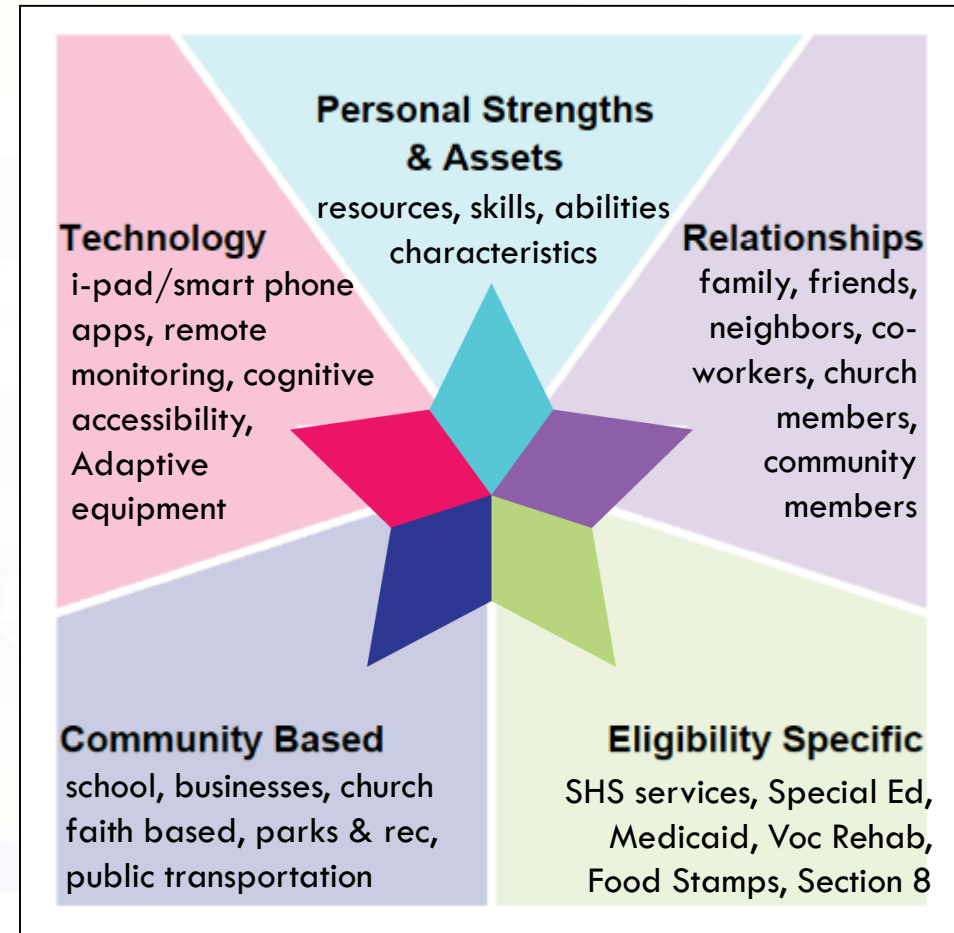 Personal Strengths
& Assets
resources, skills, abilities
characteristics
Technology
i-pad/smart phone
apps, remote
monitoring, cognitive
accessibility,
Adaptive
equipment
Relationships
family, friends,
neighbors, co-
workers, church
members,
community
members
Community Based
school, businesses, church
faith based, parks & rec,
public transportation
Eligibility Specific
SHS services, Special Ed,
Medicaid, Voc Rehab,
Food Stamps, Section 8